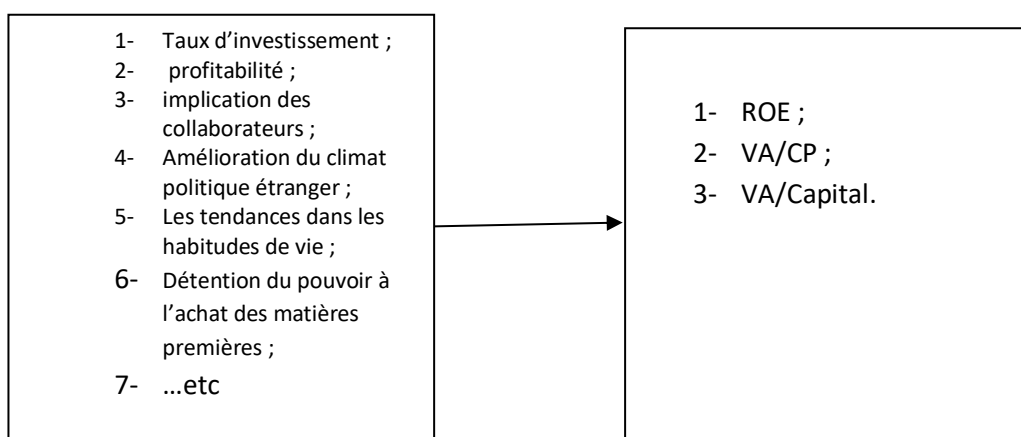 1- Taux d’investissement ;
2- profitabilité ;
3- implication des
collaborateurs ;
4- Amélioration du climat
politique étranger ;
5- Les tendances dans les
habitudes de vie ;
6- Détention du pouvoir à
l’achat des matières
premières ;
7- …etc
1- ROE ;
2- VA/CP ;
3- VA/Capital.